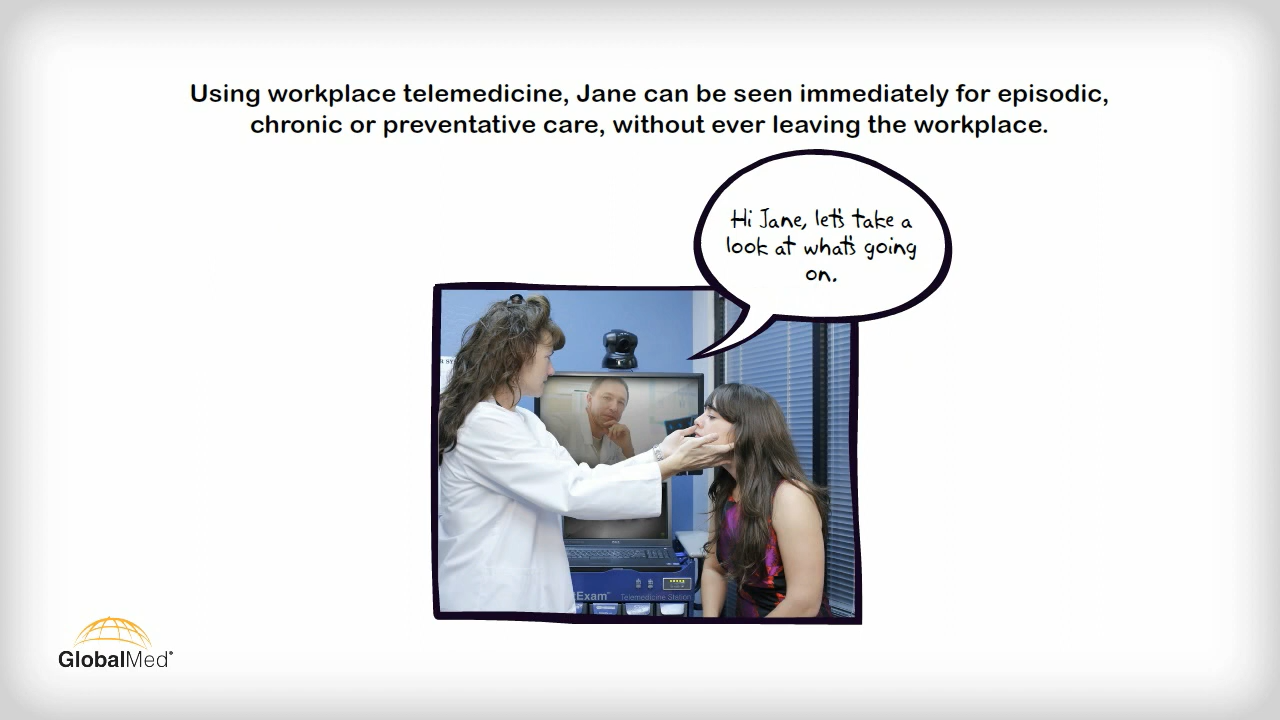 Using workplace telemedicine, Jane can be seen immediately for episodic,
chronic or preventative care, without ever leaving the workplace.
Hi Jane, let's take a
look at what's going
on.
Exam™
Telemedicine Station
GlobalMed®